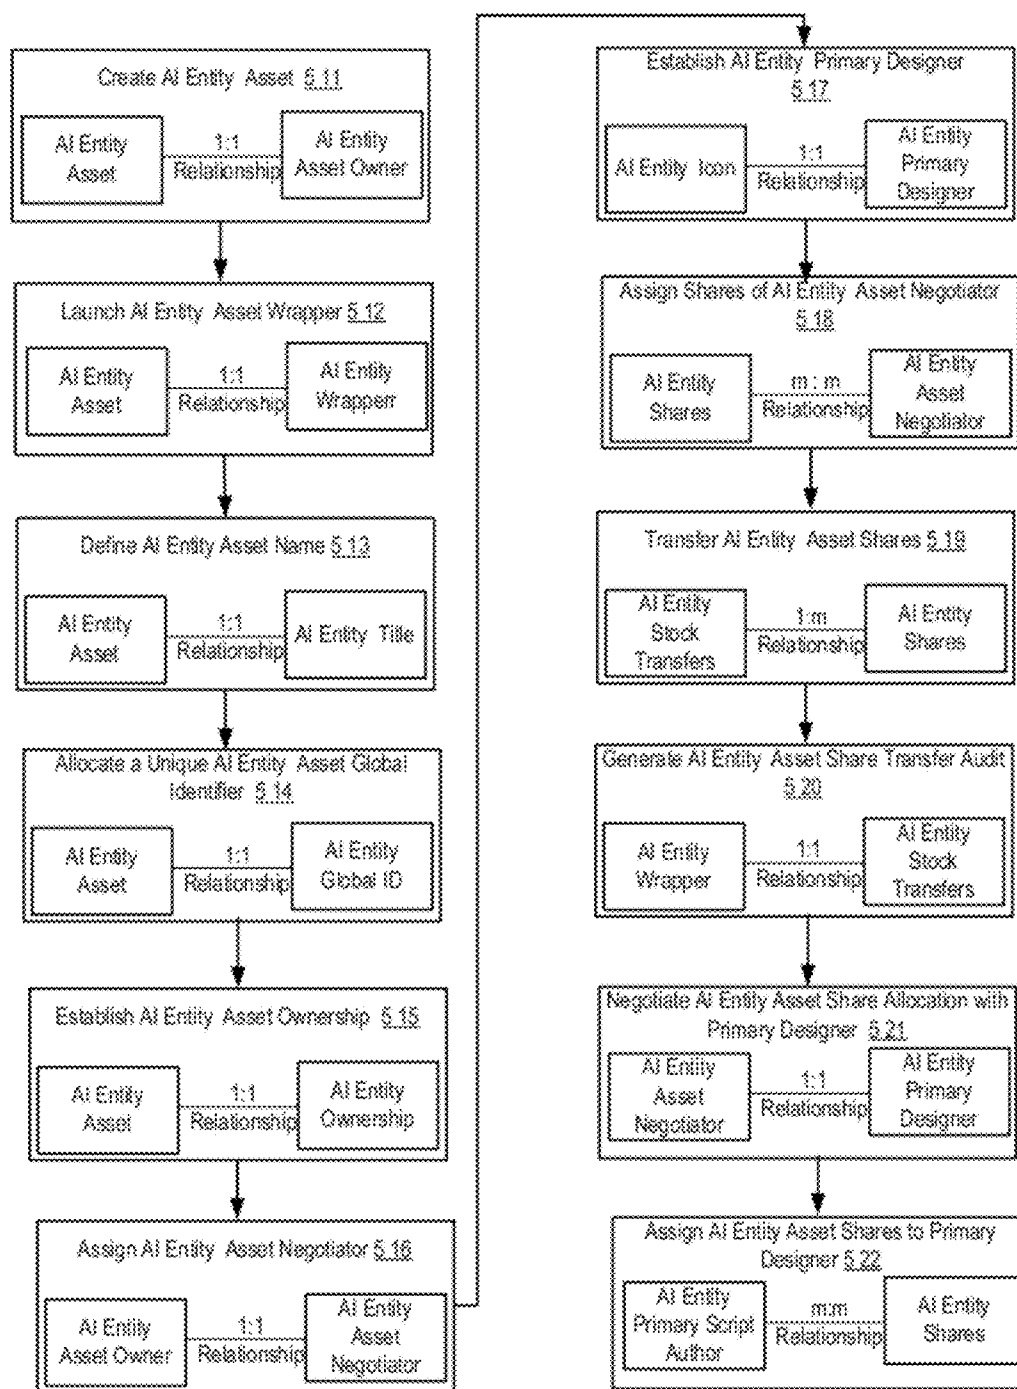 Create AI Entity Asset 5.11
AI Entity
Asset
1:1
Relationship
AI Entity
Asset Owner
Launch AI Entity Asset Wrapper 5.12
AI Entity
Asset
1:1
Relationship
AI Entity
Wrapperr
Define AI Entity Asset Name 5.13
AI Entity
Asset
1:1
Relationship
AI Entity Title
Allocate a Unique AI Entity Asset Global
Identifier 5.14
AI Entity
Asset
1:1
Relationship
AI Entity
Global ID
Establish AI Entity Asset Ownership 5.15
AI Entity
Asset
1:1
Relationship
AI Entity
Ownership
Assign AI Entity Asset Negotiator 5.16
AI Entity
Asset Owner
1:1
Relationship
AI Entity
Asset
Negotiator
Establish AI Entity Primary Designer
5.17
AI Entity Icon
1:1
Relationship
AI Entity
Primary
Designer
Assign Shares of AI Entity Asset Negotiator
5.18
AI Entity
Shares
m : m
Relationship
AI Entity
Asset
Negotiator
Transfer AI Entity Asset Shares 5.19
AI Entity
Stock
Transfers
1:m
Relationship
AI Entity
Shares
Generate AI Entity Asset Share Transfer Audit
5.20
AI Entity
Wrapper
1:1
Relationship
AI Entity
Stock
Transfers
Negotiate AI Entity Asset Share Allocation with
Primary Designer 5.21
AI Entity
Asset
Negotiator
1:1
Relationship
AI Entity
Primary
Designer
Assign AI Entity Asset Shares to Primary
Designer 5.22
AI Entity
Primary Script
Author
m:m
Relationship
AI Entity
Shares